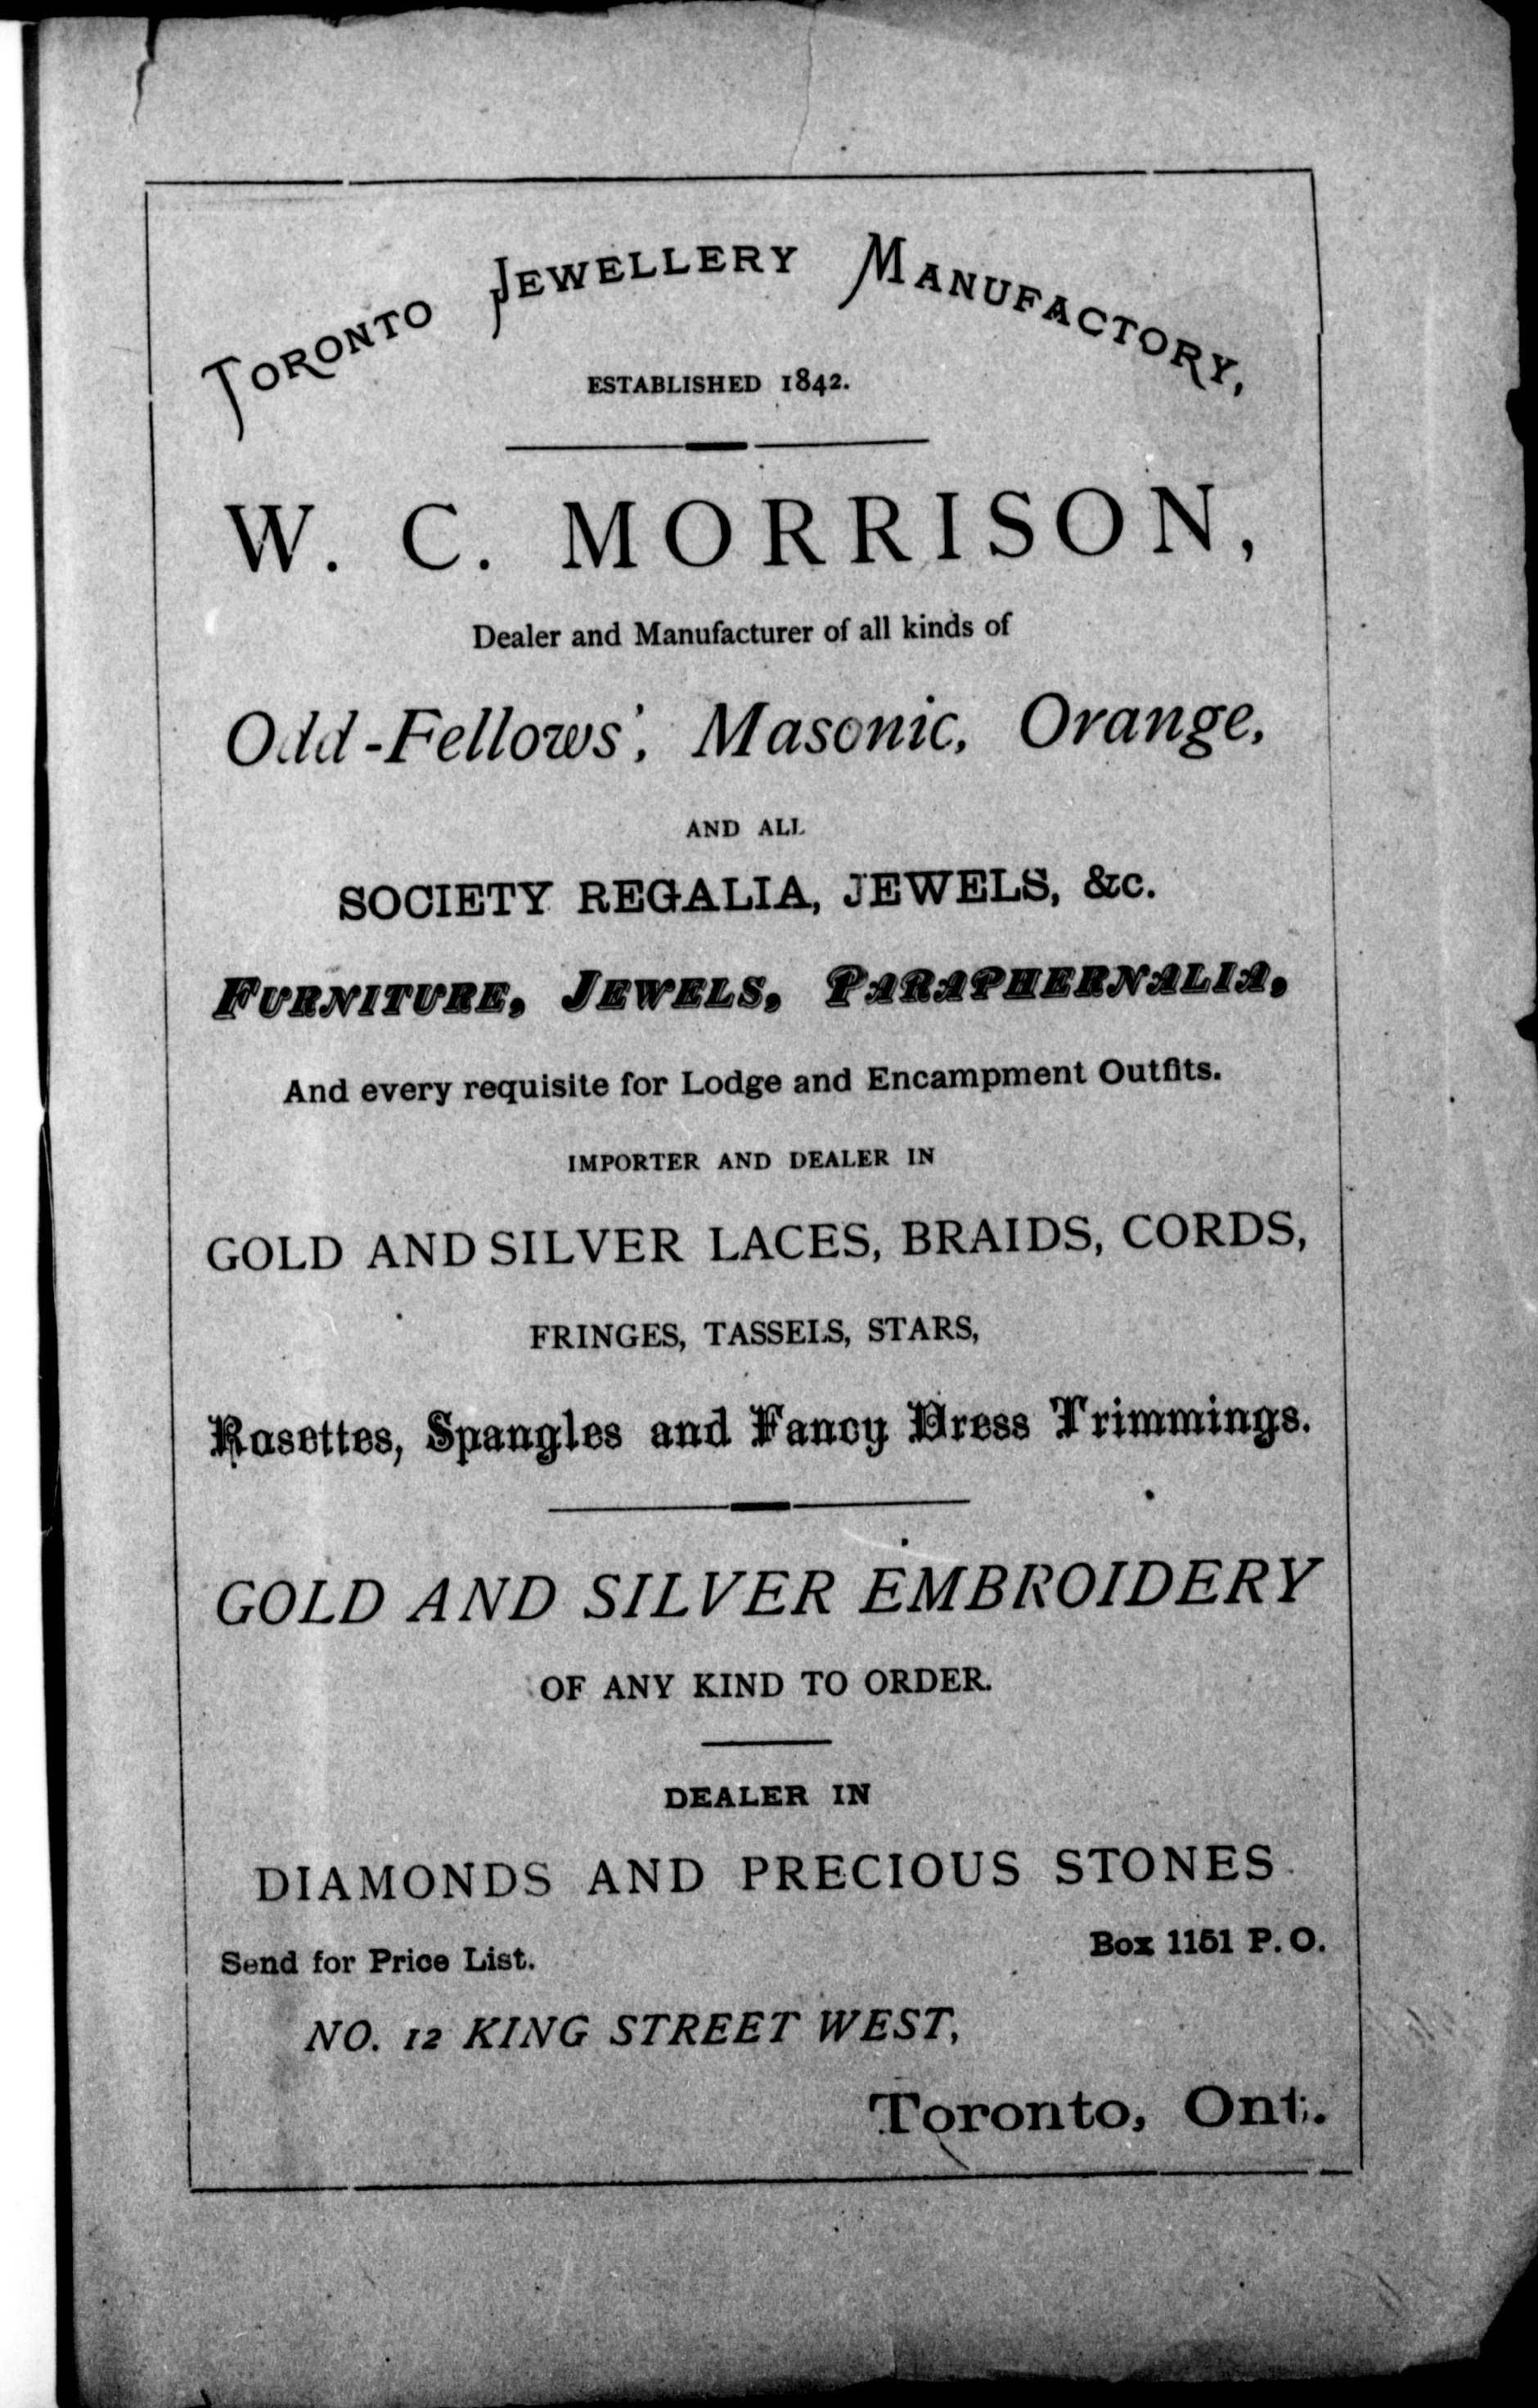 TORONTO JEWELLERY MANUFACTORY,
ESTABLISHED 1842.
W. C. MORRISON,
Dealer and Manufacturer of all kinds of
Odd-Fellows', Masonic, Orange,
AND ALL
SOCIETY REGALIA, JEWELS, &c.
FURNITURE, JEWELS, PARAPHERNALIA,
And every requisite for Lodge and Encampment Outfits.
IMPORTER AND DEALER IN
GOLD AND SILVER LACES, BRAIDS, CORDS,
FRINGES, TASSELS, STARS,
Rosettes, Spangles and Fancy Dress Trimmings.
GOLD AND SILVER EMBROIDERY
OF ANY KIND TO ORDER.
DEALER IN
DIAMONDS AND PRECIOUS STONES.
Send for Price List. Box 1151 P. O.
NO. 12 KING STREET WEST,
Toronto, Ont.